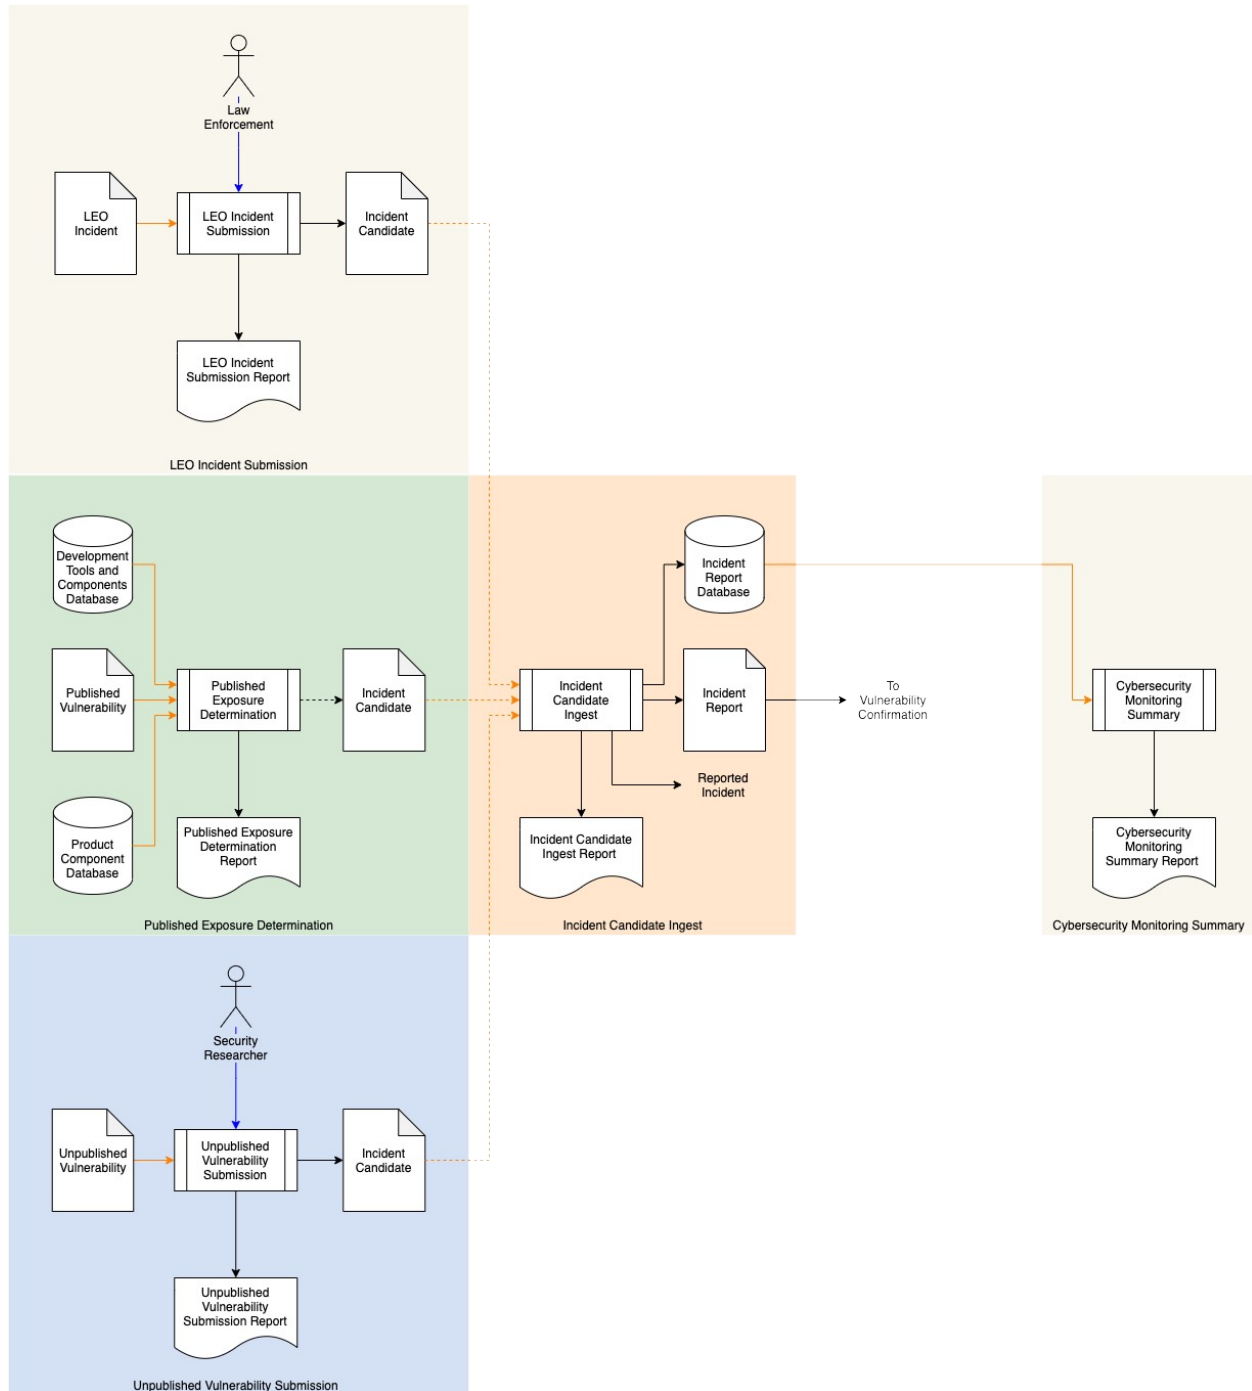 Law
Enforcement
LEO
Incident
LEO Incident
Submission
Incident
Candidate
LEO Incident
Submission Report
LEO Incident Submission
Development
Tools and
Components
Database
Published
Vulnerability
Published
Exposure
Determination
Incident
Candidate
Product
Component
Database
Published Exposure
Determination
Report
Published Exposure Determination
Incident
Report
Database
Incident
Candidate
Ingest
Incident
Report
To
Vulnerability
Confirmation
Reported
Incident
Incident Candidate
Ingest Report
Incident Candidate Ingest
Cybersecurity
Monitoring
Summary
Cybersecurity
Monitoring
Summary Report
Cybersecurity Monitoring Summary
Security
Researcher
Unpublished
Vulnerability
Unpublished
Vulnerability
Submission
Incident
Candidate
Unpublished
Vulnerability
Submission Report
Unpublished Vulnerability Submission